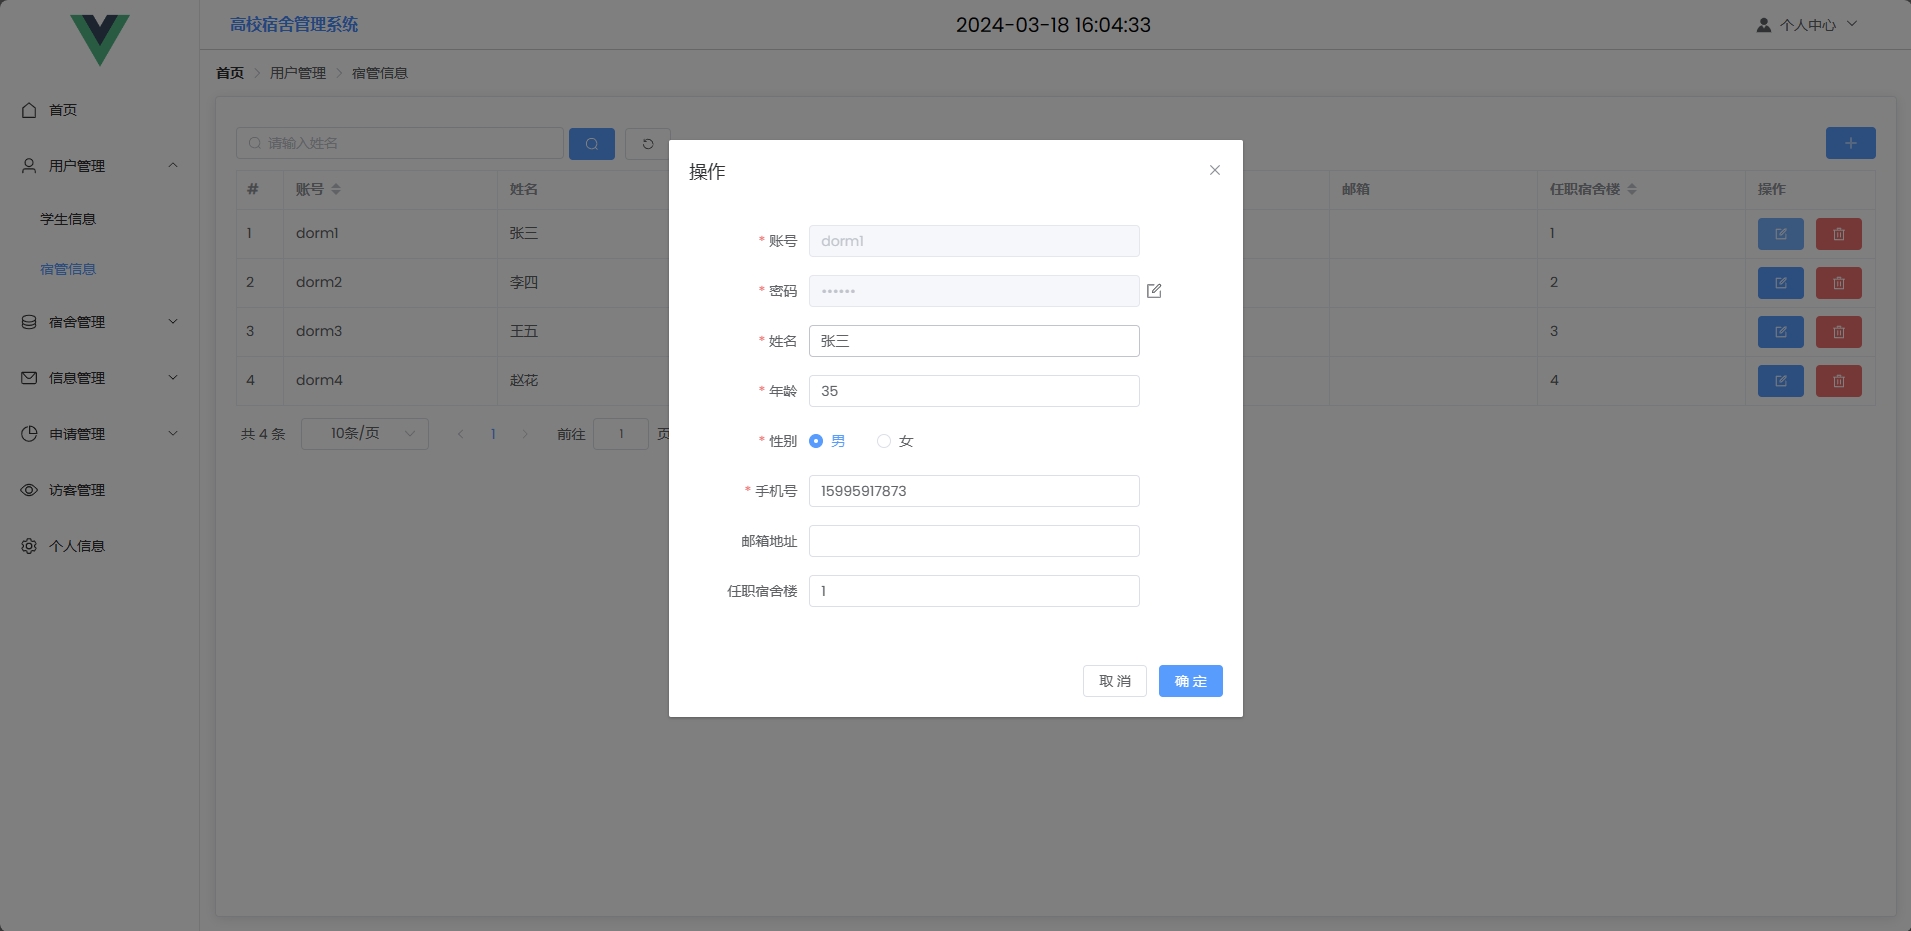 高校宿舍管理系统
2024-03-18 16:04:33
个人中心
首页
用户管理
学生信息
宿管信息
宿舍管理
信息管理
申请管理
访客管理
个人信息
首页 > 用户管理 > 宿管信息
请输入姓名
# 账号 姓名 邮箱 任职宿舍楼 操作
1 dorm1 张三 1
2 dorm2 李四 2
3 dorm3 王五 3
4 dorm4 赵花 4
共 4 条 10条/页 < 1 > 前往 1 页
操作
* 账号 dorm1
* 密码 ••••••
* 姓名 张三
* 年龄 35
* 性别 男 女
* 手机号 15995917873
邮箱地址
任职宿舍楼 1
取 消 确 定